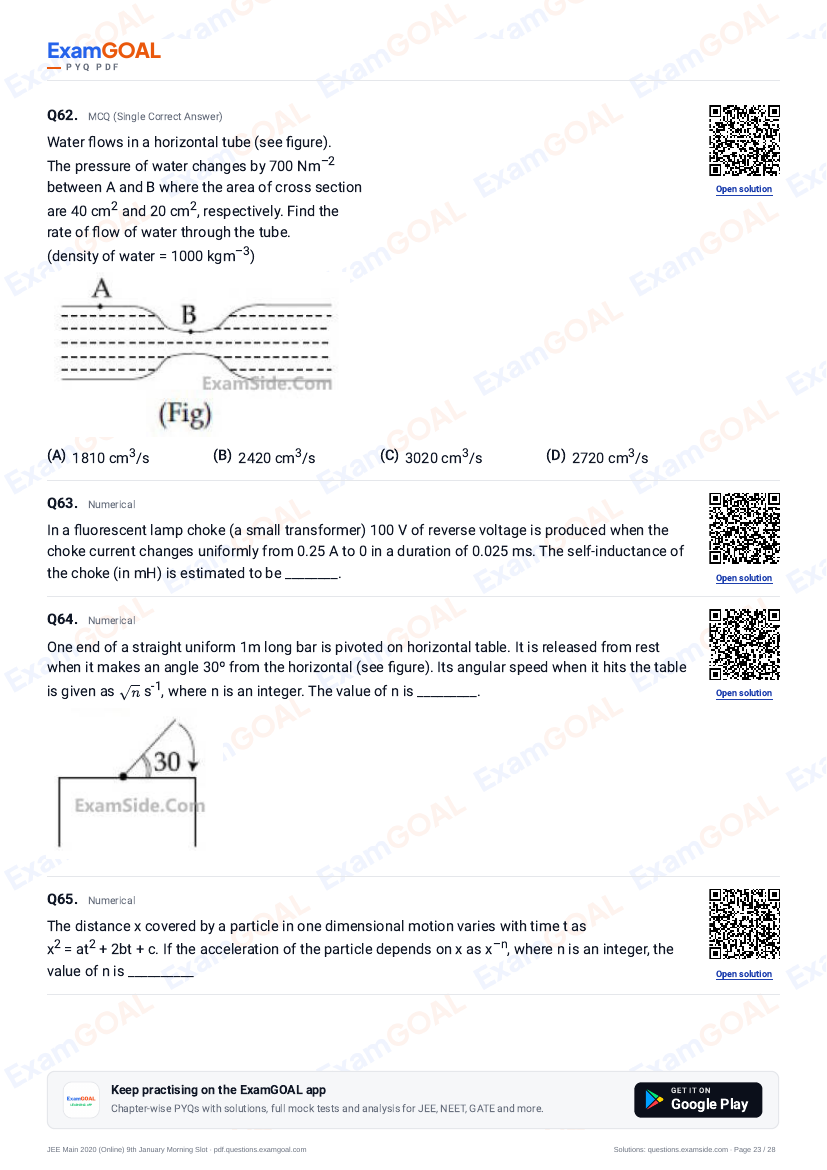 ExamGOAL
PYQ PDF
Q62. MCQ (Single Correct Answer)
Water flows in a horizontal tube (see figure).
The pressure of water changes by 700 Nm⁻²
between A and B where the area of cross section
are 40 cm² and 20 cm², respectively. Find the
rate of flow of water through the tube.
(density of water = 1000 kgm⁻³)
Open solution
A
B
ExamSide.Com
(Fig)
(A) 1810 cm³/s (B) 2420 cm³/s (C) 3020 cm³/s (D) 2720 cm³/s
Q63. Numerical
In a fluorescent lamp choke (a small transformer) 100 V of reverse voltage is produced when the
choke current changes uniformly from 0.25 A to 0 in a duration of 0.025 ms. The self-inductance of
the choke (in mH) is estimated to be ________.
Open solution
Q64. Numerical
One end of a straight uniform 1m long bar is pivoted on horizontal table. It is released from rest
when it makes an angle 30º from the horizontal (see figure). Its angular speed when it hits the table
is given as √n s⁻¹, where n is an integer. The value of n is _________.
Open solution
30
ExamSide.Com
Q65. Numerical
The distance x covered by a particle in one dimensional motion varies with time t as
x² = at² + 2bt + c. If the acceleration of the particle depends on x as x⁻ⁿ, where n is an integer, the
value of n is __________
Open solution
Keep practising on the ExamGOAL app
Chapter-wise PYQs with solutions, full mock tests and analysis for JEE, NEET, GATE and more.
GET IT ON
Google Play
JEE Main 2020 (Online) 9th January Morning Slot · pdf.questions.examgoal.com
Solutions: questions.examside.com · Page 23 / 28